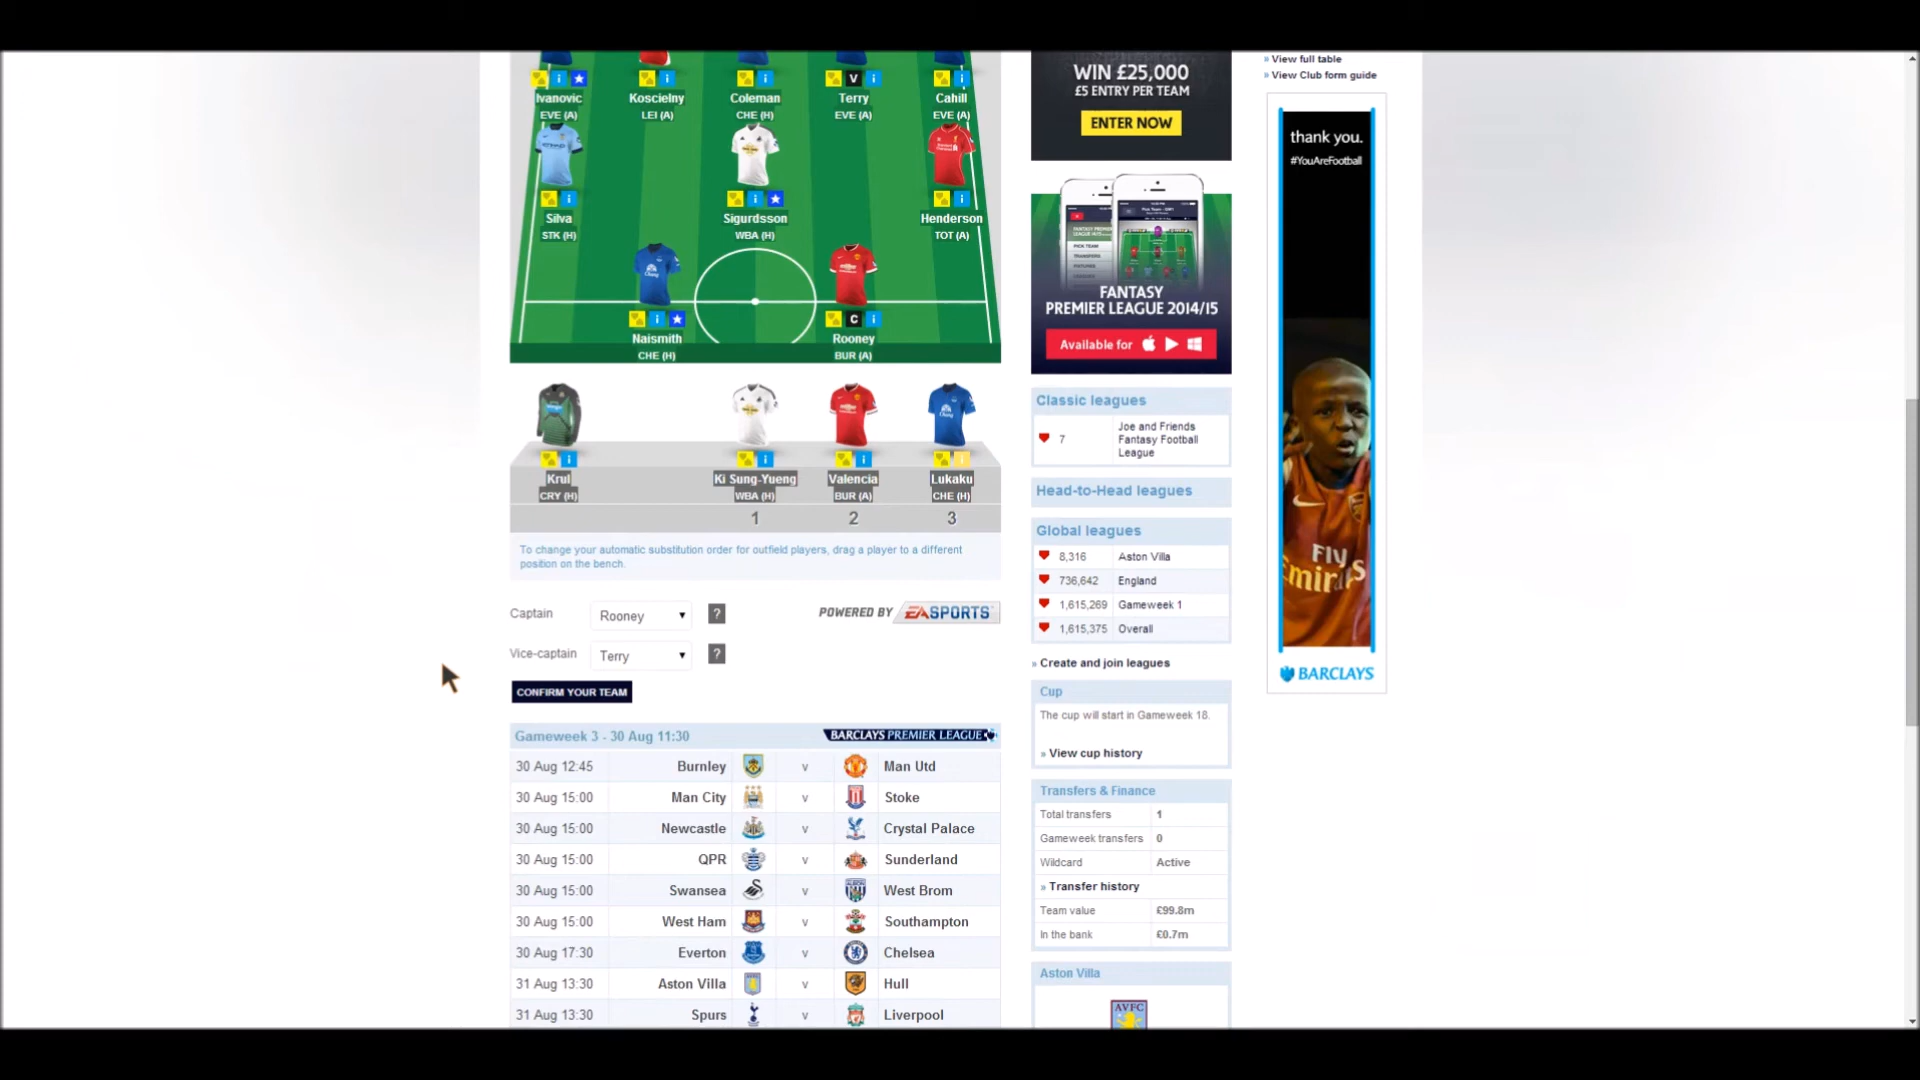 WIN £25,000
£5 ENTRY PER TEAM
ENTER NOW
» View full table
» View Club form guide
V
Ivanovic
EVE (A)
Koscielny
LEI (A)
Coleman
CHE (H)
Terry
EVE (A)
Cahill
EVE (A)
Silva
STK (H)
Sigurdsson
WBA (H)
Henderson
TOT (A)
C
Naismith
CHE (H)
Rooney
BUR (A)
Krul
CRY (H)
Ki Sung-Yueng
WBA (H)
Valencia
BUR (A)
Lukaku
CHE (H)
1
2
3
To change your automatic substitution order for outfield players, drag a player to a different
position on the bench.
Captain
Rooney
?
POWERED BY EA SPORTS
Vice-captain
Terry
?
CONFIRM YOUR TEAM
Gameweek 3 - 30 Aug 11:30
BARCLAYS PREMIER LEAGUE
30 Aug 12:45 Burnley v Man Utd
30 Aug 15:00 Man City v Stoke
30 Aug 15:00 Newcastle v Crystal Palace
30 Aug 15:00 QPR v Sunderland
30 Aug 15:00 Swansea v West Brom
30 Aug 15:00 West Ham v Southampton
30 Aug 17:30 Everton v Chelsea
31 Aug 13:30 Aston Villa v Hull
31 Aug 13:30 Spurs v Liverpool
FANTASY
PREMIER LEAGUE 2014/15
Available for
Classic leagues
7
Joe and Friends
Fantasy Football
League
Head-to-Head leagues
Global leagues
8,316 Aston Villa
736,642 England
1,615,269 Gameweek 1
1,615,375 Overall
» Create and join leagues
Cup
The cup will start in Gameweek 18.
» View cup history
Transfers & Finance
Total transfers 1
Gameweek transfers 0
Wildcard Active
» Transfer history
Team value £99.8m
In the bank £0.7m
Aston Villa
AVFC
thank you.
#YouAreFootball
Fly
Emirates
BARCLAYS